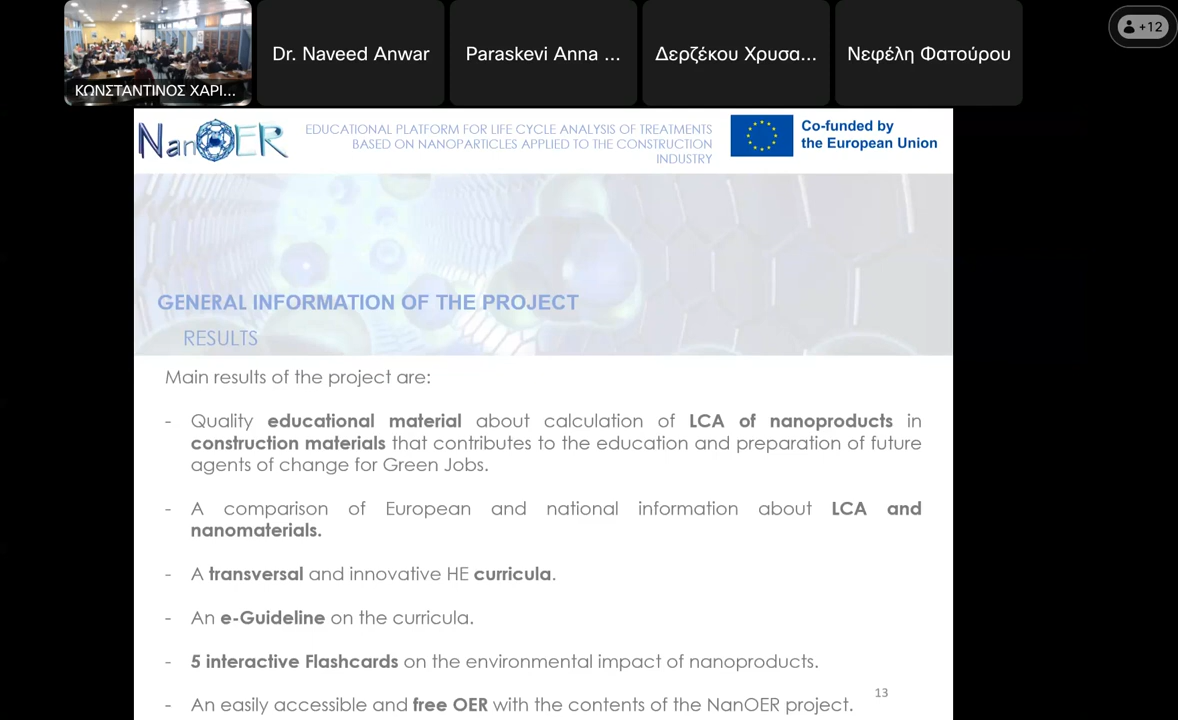 +12
ΚΩΝΣΤΑΝΤΙΝΟΣ ΧΑΡΙ...
Dr. Naveed Anwar
Paraskevi Anna ...
Δερζέκου Χρυσα...
Νεφέλη Φατούρου
NanOER
EDUCATIONAL PLATFORM FOR LIFE CYCLE ANALYSIS OF TREATMENTS
BASED ON NANOPARTICLES APPLIED TO THE CONSTRUCTION
INDUSTRY
Co-funded by
the European Union
GENERAL INFORMATION OF THE PROJECT
RESULTS
Main results of the project are:
- Quality educational material about calculation of LCA of nanoproducts in
construction materials that contributes to the education and preparation of future
agents of change for Green Jobs.
- A comparison of European and national information about LCA and
nanomaterials.
- A transversal and innovative HE curricula.
- An e-Guideline on the curricula.
- 5 interactive Flashcards on the environmental impact of nanoproducts.
- An easily accessible and free OER with the contents of the NanOER project.
13